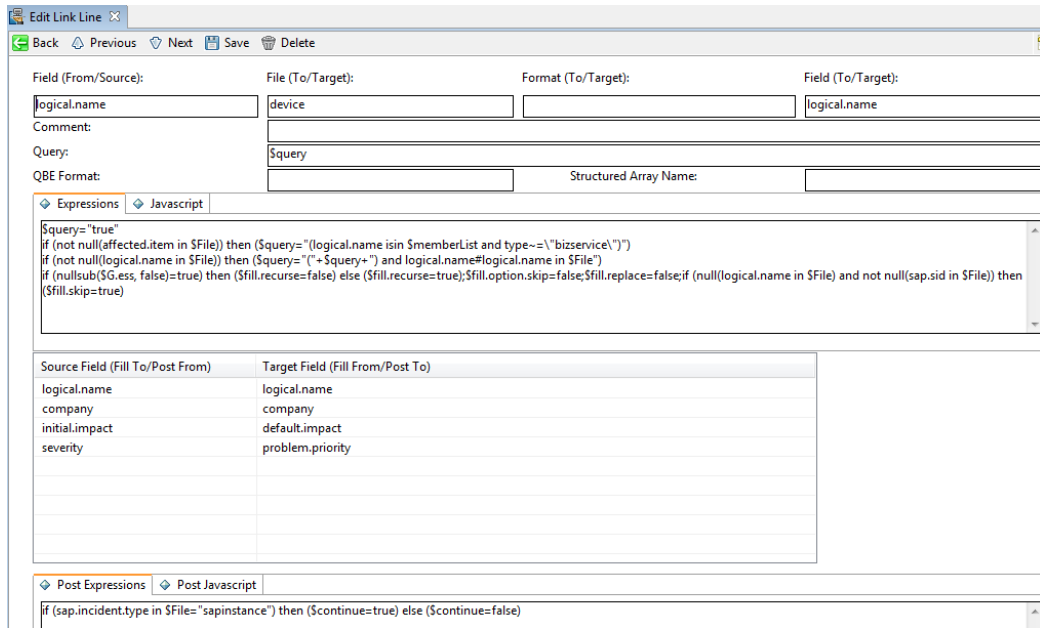 Edit Link Line
Back Previous Next Save Delete
Field (From/Source): File (To/Target): Format (To/Target): Field (To/Target):
logical.name device logical.name
Comment:
Query: $query
QBE Format: Structured Array Name:
Expressions Javascript
$query="true"
if (not null(affected.item in $File)) then ($query="(logical.name isin $memberList and type~=\"bizservice\")")
if (not null(logical.name in $File)) then ($query="("+$query+") and logical.name#logical.name in $File")
if (nullsub($G.ess, false)=true) then ($fill.recurse=false) else ($fill.recurse=true);$fill.option.skip=false;$fill.replace=false;if (null(logical.name in $File) and not null(sap.sid in $File)) then
($fill.skip=true)
Source Field (Fill To/Post From) Target Field (Fill From/Post To)
logical.name logical.name
company company
initial.impact default.impact
severity problem.priority
Post Expressions Post Javascript
if (sap.incident.type in $File="sapinstance") then ($continue=true) else ($continue=false)